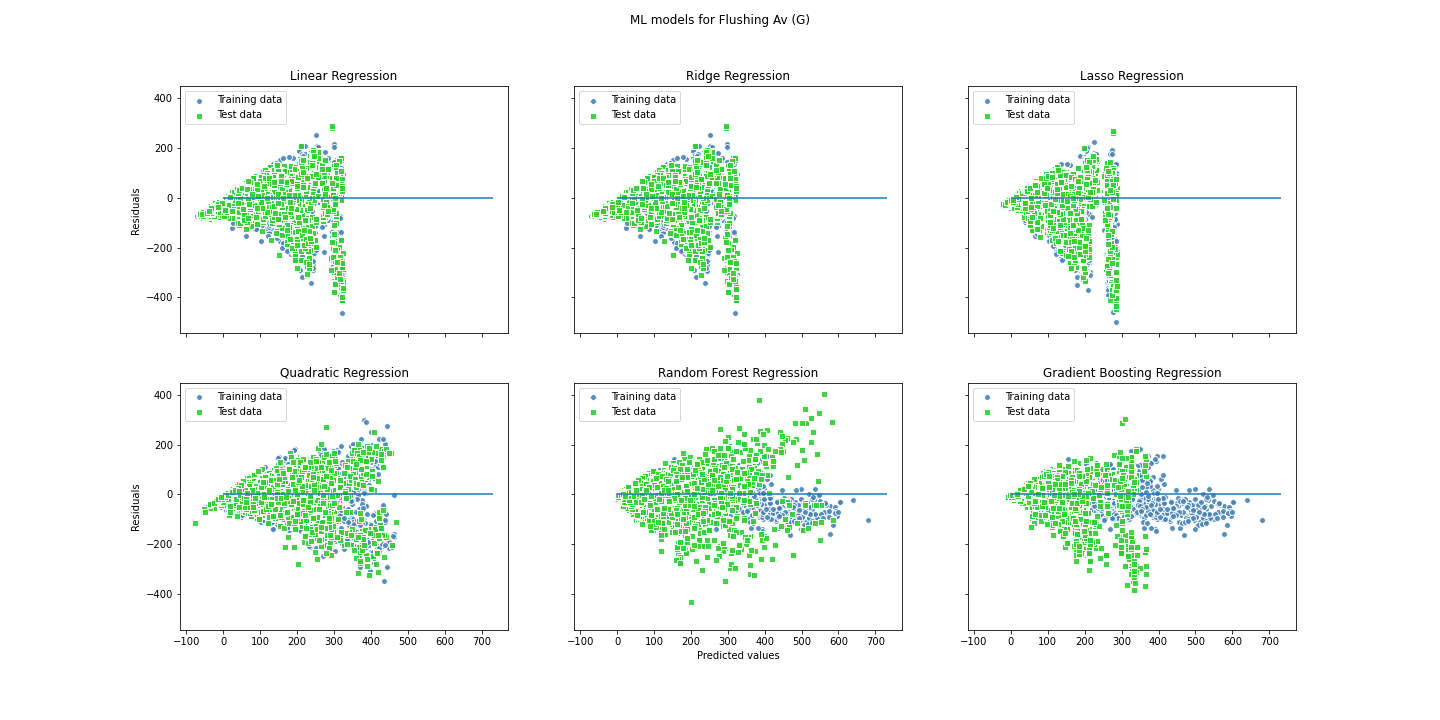 ML models for Flushing Av (G)
Linear Regression
Ridge Regression
Lasso Regression
Training data
Test data
Training data
Test data
Training data
Test data
400
200
0
−200
−400
Residuals
Quadratic Regression
Random Forest Regression
Gradient Boosting Regression
Training data
Test data
Training data
Test data
Training data
Test data
400
200
0
−200
−400
Residuals
−100 0 100 200 300 400 500 600 700
−100 0 100 200 300 400 500 600 700
−100 0 100 200 300 400 500 600 700
Predicted values